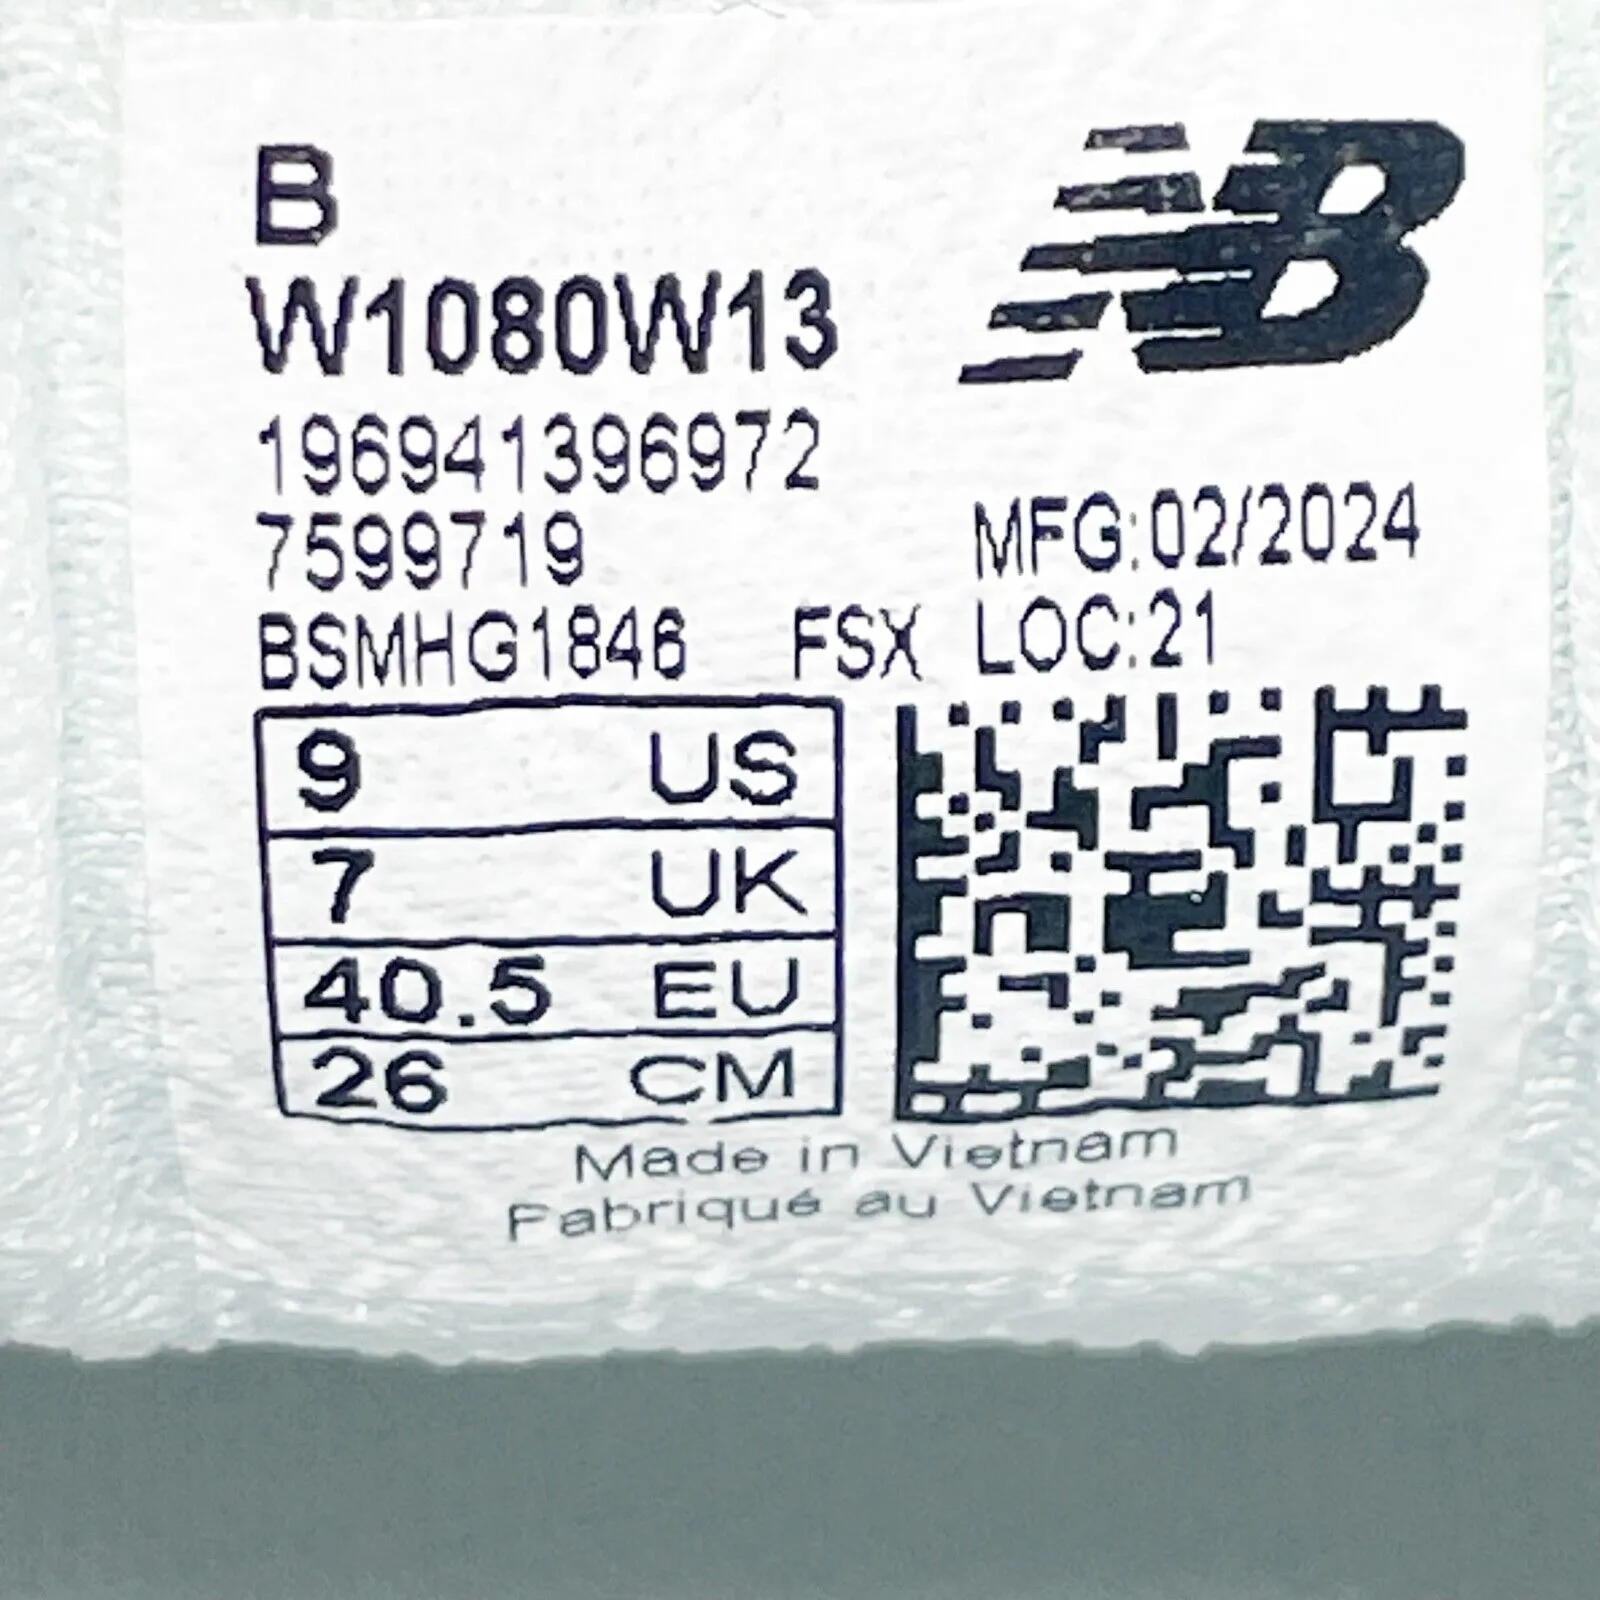 B
W1080W13
196941396972
7599719
MFG:02/2024
BSMHG1846 FSX LOC:21
9 US
7 UK
40.5 EU
26 CM
Made in Vietnam
Fabriqué au Vietnam